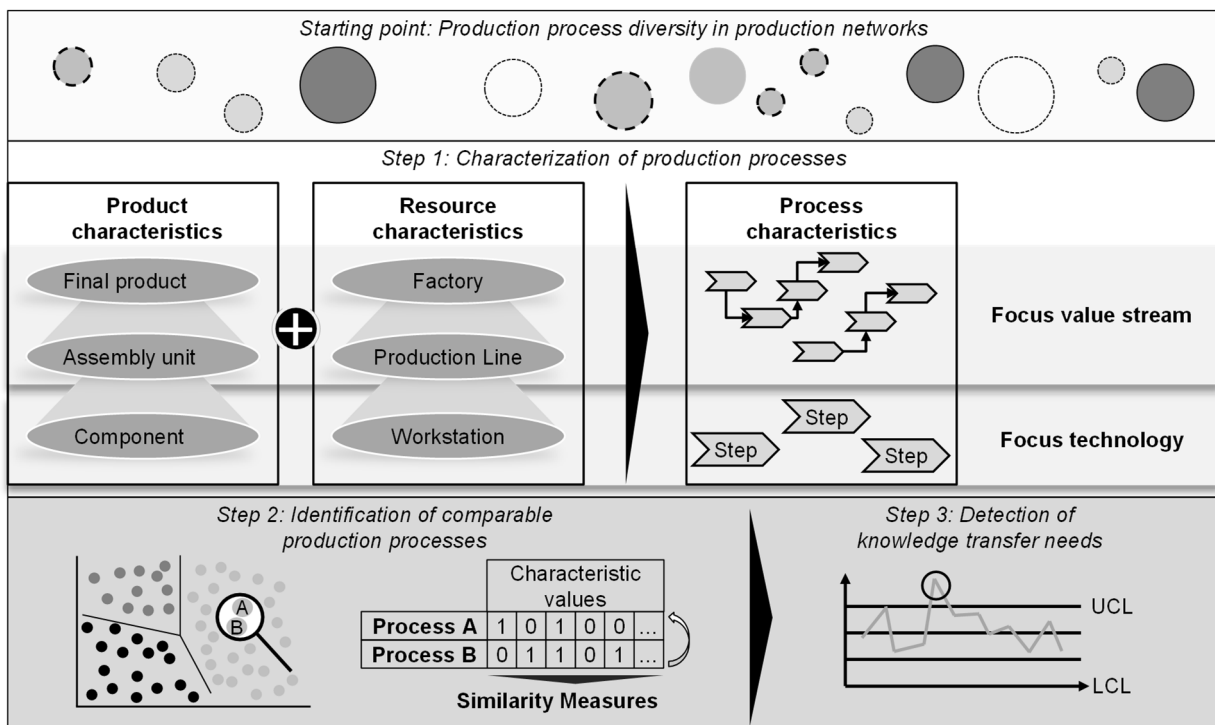 Starting point: Production process diversity in production networks
Step 1: Characterization of production processes
Product
characteristics
Final product
Assembly unit
Component
Resource
characteristics
Factory
Production Line
Workstation
Process
characteristics
Step
Step
Step
Focus value stream
Focus technology
Step 2: Identification of comparable
production processes
A
B
Characteristic
values
Process A 1 0 1 0 0 ...
Process B 0 1 1 0 1 ...
Similarity Measures
Step 3: Detection of
knowledge transfer needs
UCL
LCL